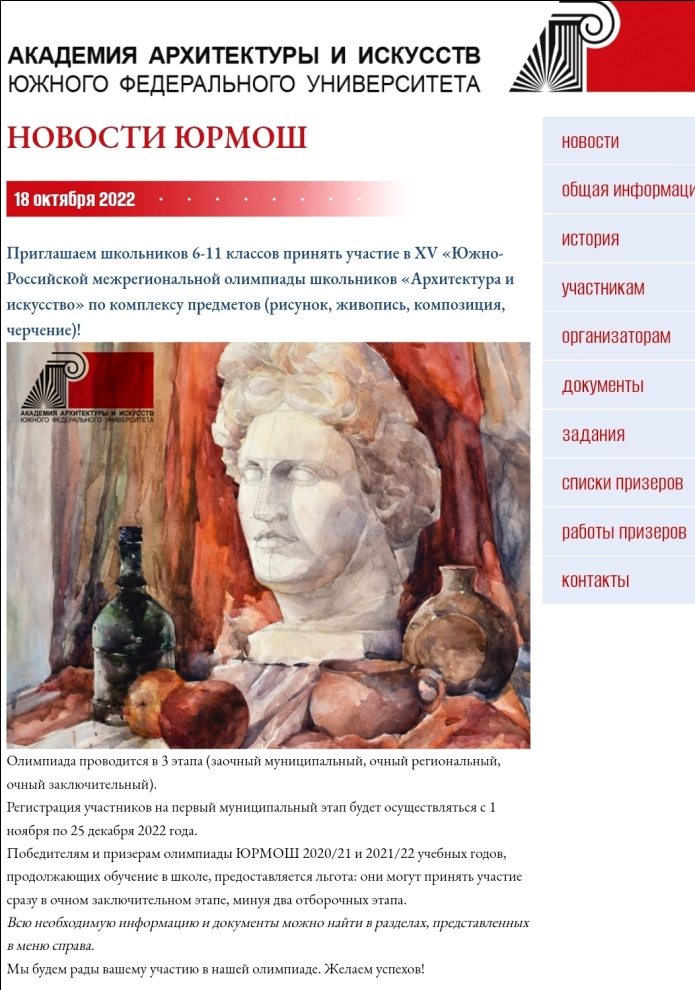 АКАДЕМИЯ АРХИТЕКТУРЫ И ИСКУССТВ
ЮЖНОГО ФЕДЕРАЛЬНОГО УНИВЕРСИТЕТА
НОВОСТИ ЮРМОШ
18 октября 2022
Приглашаем школьников 6-11 классов принять участие в XV «Южно-
Российской межрегиональной олимпиады школьников «Архитектура и
искусство» по комплексу предметов (рисунок, живопись, композиция,
черчение)!
АКАДЕМИЯ АРХИТЕКТУРЫ И ИСКУССТВ
ЮЖНОГО ФЕДЕРАЛЬНОГО УНИВЕРСИТЕТА
Олимпиада проводится в 3 этапа (заочный муниципальный, очный региональный,
очный заключительный).
Регистрация участников на первый муниципальный этап будет осуществляться с 1
ноября по 25 декабря 2022 года.
Победителям и призерам олимпиады ЮРМОШ 2020/21 и 2021/22 учебных годов,
продолжающих обучение в школе, предоставляется льгота: они могут принять участие
сразу в очном заключительном этапе, минуя два отборочных этапа.
Всю необходимую информацию и документы можно найти в разделах, представленных
в меню справа.
Мы будем рады вашему участию в нашей олимпиаде. Желаем успехов!
новости
общая информаци
история
участникам
организаторам
документы
задания
списки призеров
работы призеров
контакты